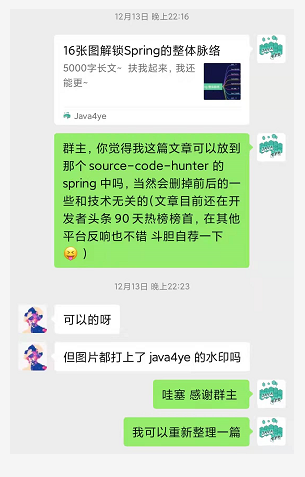 12月13日 晚上22:16
16张图解锁Spring的整体脉络
5000字长文~ 扶我起来，我还
能更~
Java4ye
群主，你觉得我这篇文章可以放到
那个 source-code-hunter 的
spring 中吗，当然会删掉前后的一
些和技术无关的(文章目前还在开
发者头条 90 天热榜榜首，在其他
平台反响也不错 斗胆自荐一下
😝 )
12月13日 晚上22:23
可以的呀
但图片都打上了 java4ye 的水印吗
哇塞 感谢群主
我可以重新整理一篇